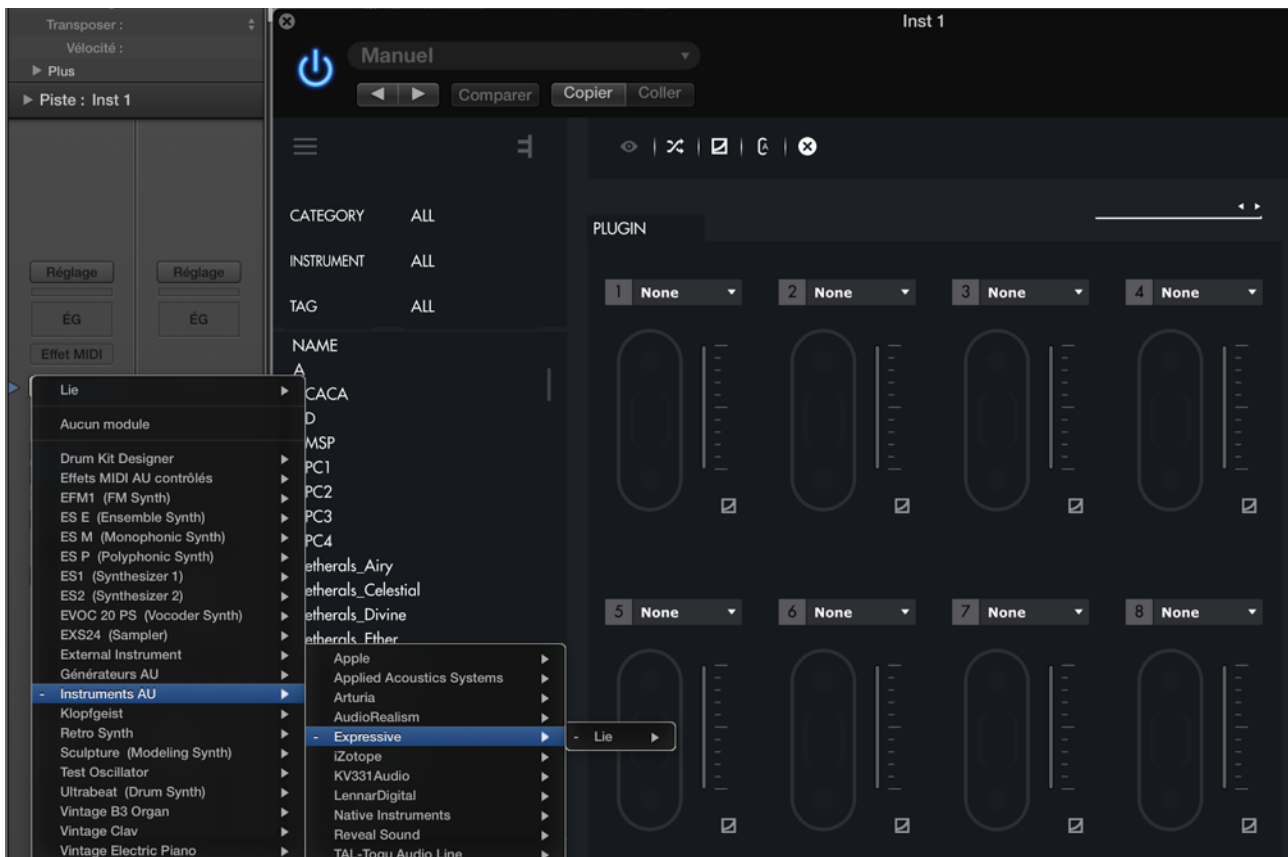 Transposer :
Vélocité :
Plus
Piste : Inst 1
Réglage Réglage
ÉG ÉG
Effet MIDI
Lie
Aucun module
Drum Kit Designer
Effets MIDI AU contrôlés
EFM1 (FM Synth)
ES E (Ensemble Synth)
ES M (Monophonic Synth)
ES P (Polyphonic Synth)
ES1 (Synthesizer 1)
ES2 (Synthesizer 2)
EVOC 20 PS (Vocoder Synth)
EXS24 (Sampler)
External Instrument
Générateurs AU
- Instruments AU
Klopfgeist
Retro Synth
Sculpture (Modeling Synth)
Test Oscillator
Ultrabeat (Drum Synth)
Vintage B3 Organ
Vintage Clav
Vintage Electric Piano
Apple
Applied Acoustics Systems
Arturia
AudioRealism
- Expressive
iZotope
KV331Audio
LennarDigital
Native Instruments
Reveal Sound
TAL-Togu Audio Line
- Lie
Inst 1
Manuel
Comparer Copier Coller
CATEGORY ALL
INSTRUMENT ALL
TAG ALL
NAME
A
CACA
D
MSP
PC1
PC2
PC3
PC4
etherals_Airy
etherals_Celestial
etherals_Divine
etherals_Ether
PLUGIN
1 None 2 None 3 None 4 None
5 None 6 None 7 None 8 None